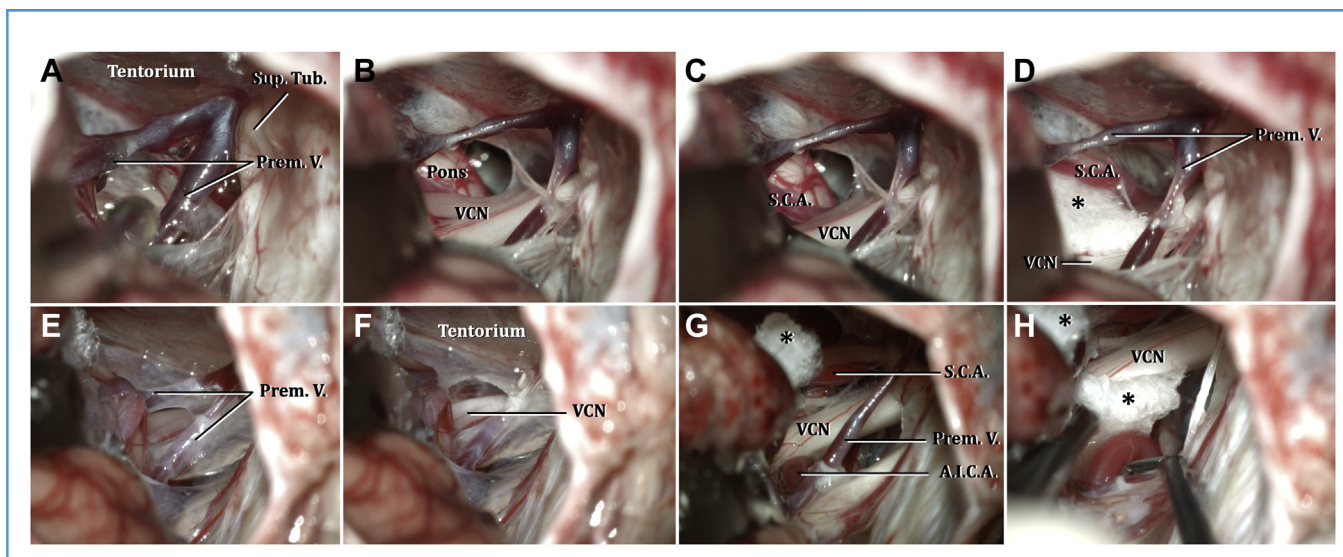 A
Tentorium
Sup. Tub.
Prem. V.
B
Pons
VCN
C
S.C.A.
VCN
D
Prem. V.
S.C.A.
*
VCN
E
Prem. V.
F
Tentorium
VCN
G
*
S.C.A.
VCN
Prem. V.
A.I.C.A.
H
*
VCN
*